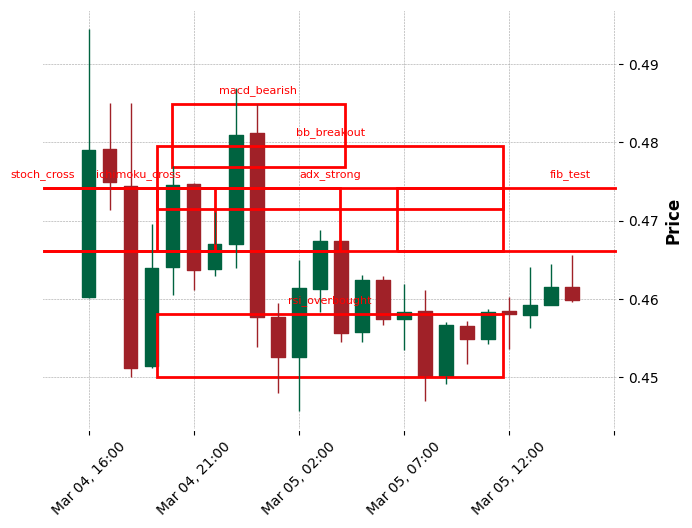 macd_bearish
bb_breakout
stoch_cross
ichimoku_cross
adx_strong
fib_test
rsi_overbought
0.49
0.48
0.47
0.46
0.45
Price
Mar 04, 16:00
Mar 04, 21:00
Mar 05, 02:00
Mar 05, 07:00
Mar 05, 12:00